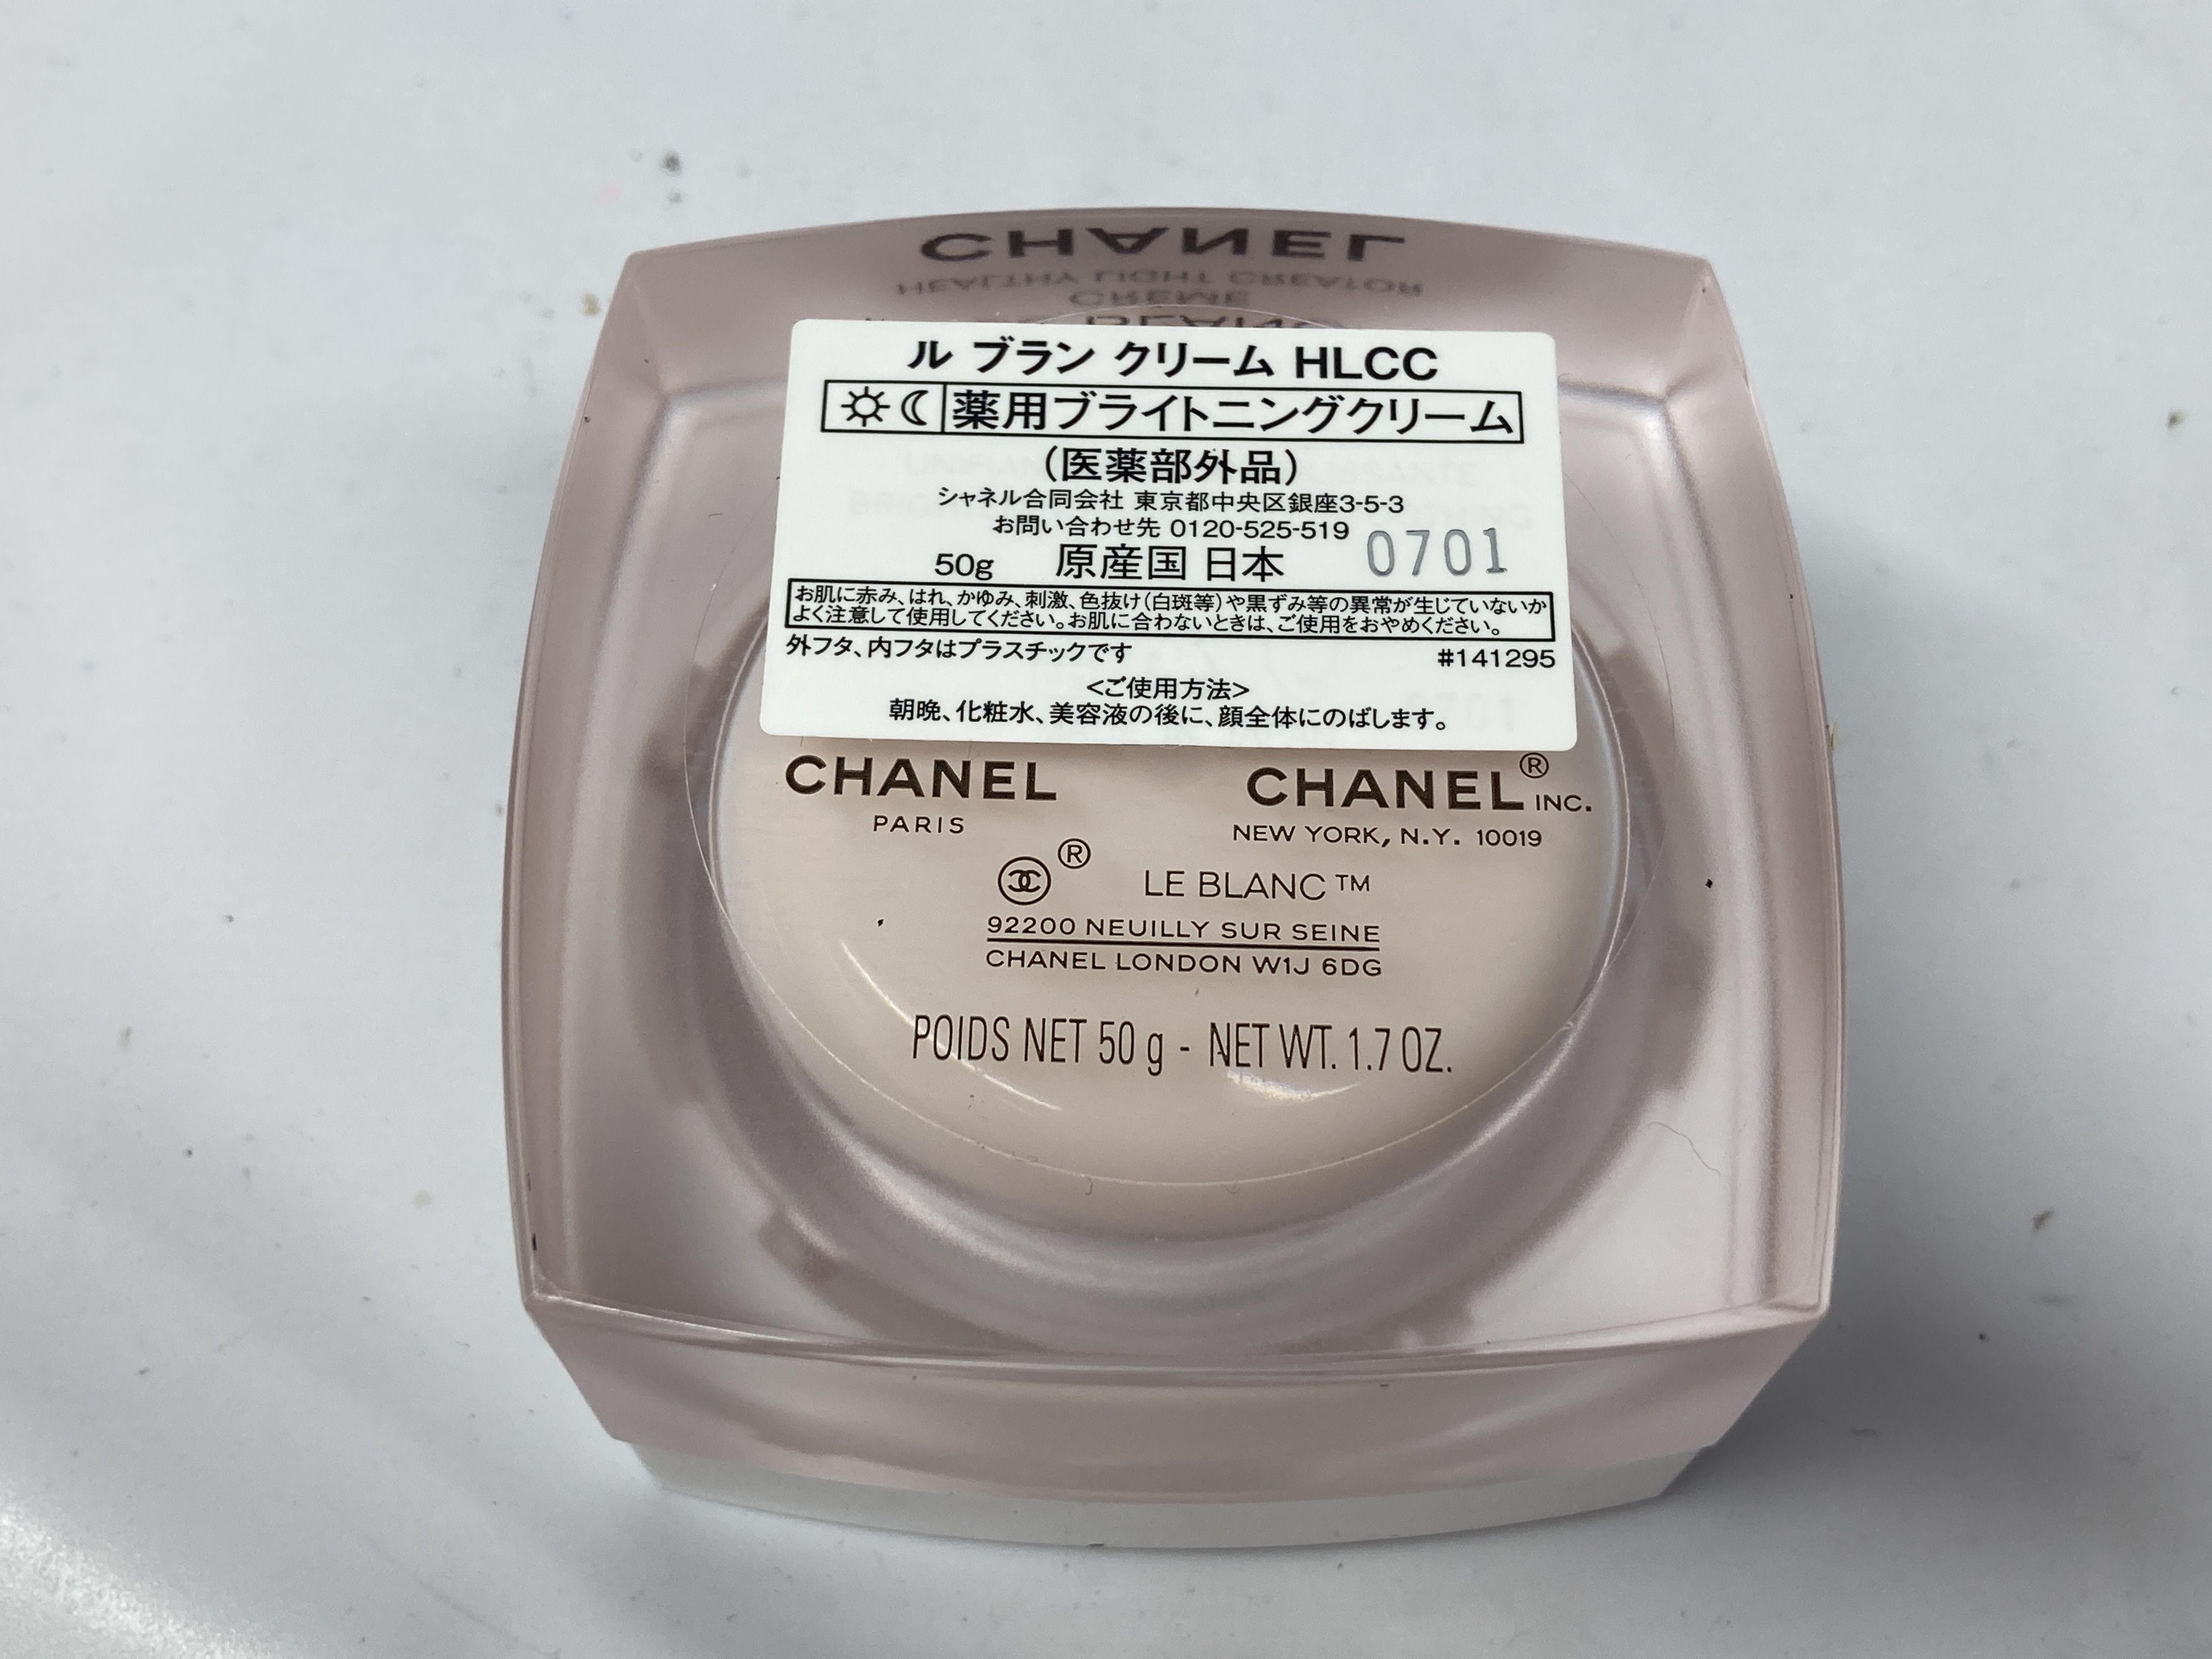 CHANEL
HEALTHY LIGHT CREATOR
CRÈME
ル ブラン クリーム HLCC
薬用ブライトニングクリーム
(医薬部外品)
シャネル合同会社 東京都中央区銀座3-5-3
お問い合わせ先 0120-525-519
50g 原産国 日本 0701
お肌に赤み、はれ、かゆみ、刺激、色抜け(白斑等)や黒ずみ等の異常が生じていないか
よく注意して使用してください。お肌に合わないときは、ご使用をおやめください。
外フタ、内フタはプラスチックです #141295
<ご使用方法>
朝晩、化粧水、美容液の後に、顔全体にのばします。
CHANEL CHANEL® INC.
PARIS NEW YORK, N.Y. 10019
® LE BLANC™
92200 NEUILLY SUR SEINE
CHANEL LONDON W1J 6DG
POIDS NET 50 g - NET WT. 1.7 OZ.